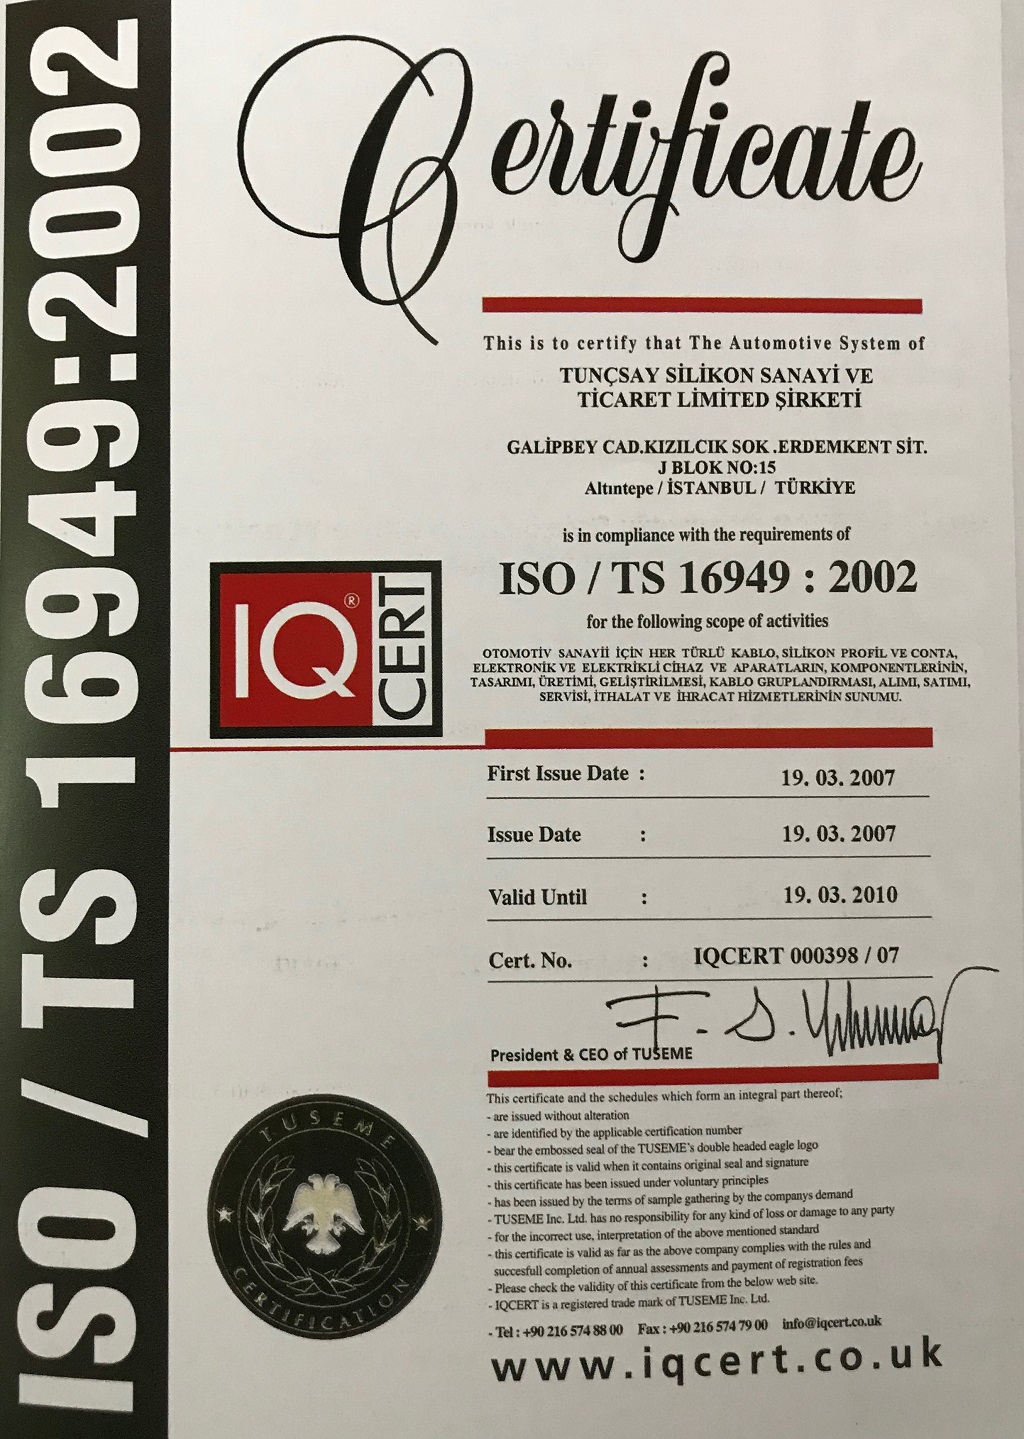 ISO / TS 16949:2002
Certificate
This is to certify that The Automotive System of
TUNÇSAY SİLİKON SANAYİ VE
TİCARET LİMİTED ŞİRKETİ
GALİPBEY CAD.KIZILCIK SOK .ERDEMKENT SİT.
J BLOK NO:15
Altıntepe / İSTANBUL / TÜRKİYE
is in compliance with the requirements of
ISO / TS 16949 : 2002
for the following scope of activities
IQ ® CERT
OTOMOTİV SANAYİİ İÇİN HER TÜRLÜ KABLO, SİLİKON PROFİL VE CONTA,
ELEKTRONİK VE ELEKTRİKLİ CİHAZ VE APARATLARIN, KOMPONENTLERİNİN,
TASARIMI, ÜRETİMİ, GELİŞTİRİLMESİ, KABLO GRUPLANDIRMASI, ALIMI, SATIMI,
SERVİSİ, İTHALAT VE İHRACAT HİZMETLERİNİN SUNUMU.
First Issue Date : 19. 03. 2007
Issue Date : 19. 03. 2007
Valid Until : 19. 03. 2010
Cert. No. : IQCERT 000398 / 07
President & CEO of TUSEME
This certificate and the schedules which form an integral part thereof;
- are issued without alteration
- are identified by the applicable certification number
- bear the embossed seal of the TUSEME's double headed eagle logo
- this certificate is valid when it contains original seal and signature
- this certificate has been issued under voluntary principles
- has been issued by the terms of sample gathering by the companys demand
- TUSEME Inc. Ltd. has no responsibility for any kind of loss or damage to any party
- for the incorrect use, interpretation of the above mentioned standard
- this certificate is valid as far as the above company complies with the rules and
succesfull completion of annual assessments and payment of registration fees
- Please check the validity of this certificate from the below web site.
- IQCERT is a registered trade mark of TUSEME Inc. Ltd.
- Tel : +90 216 574 88 00 Fax : +90 216 574 79 00 info@iqcert.co.uk
www.iqcert.co.uk
TUSEME
CERTIFICATION